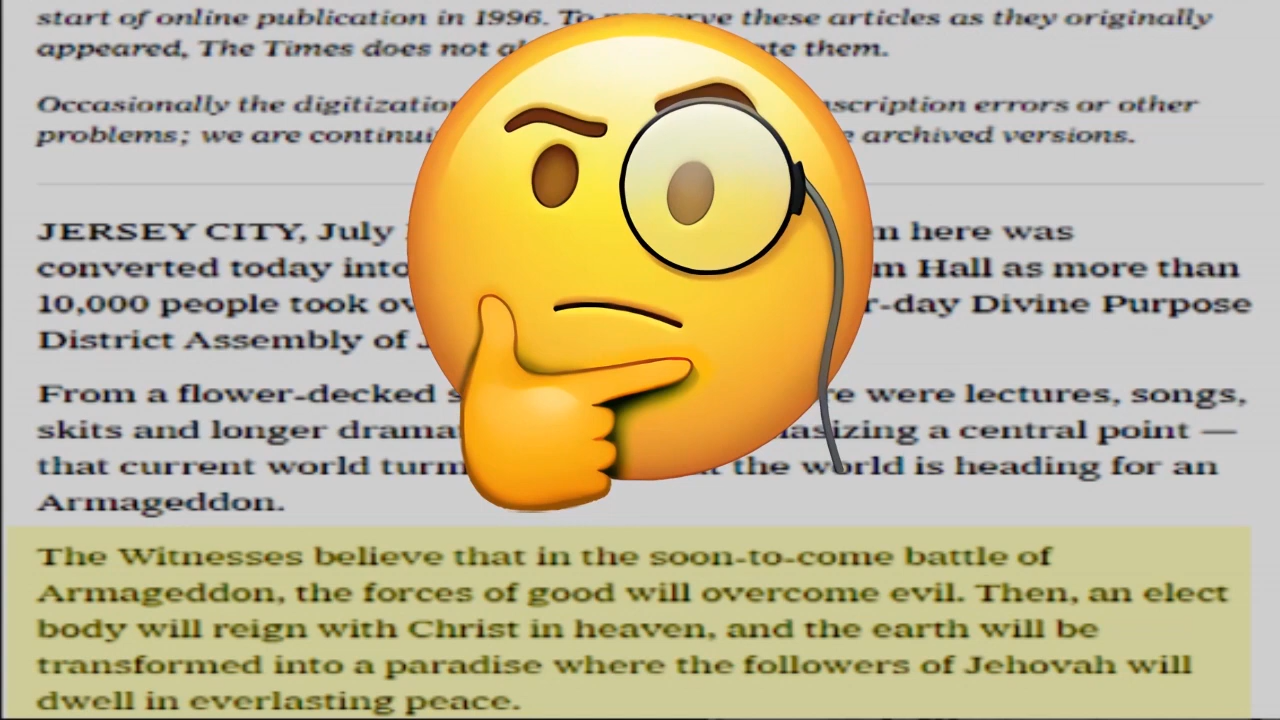 start of online publication in 1996. To preserve these articles as they originally
appeared, The Times does not al ate them.
Occasionally the digitization nscription errors or other
problems; we are continui e archived versions.
JERSEY CITY, July m here was
converted today into m Hall as more than
10,000 people took ov r-day Divine Purpose
District Assembly of J
From a flower-decked s re were lectures, songs,
skits and longer drama asizing a central point —
that current world turm the world is heading for an
Armageddon.
The Witnesses believe that in the soon-to-come battle of
Armageddon, the forces of good will overcome evil. Then, an elect
body will reign with Christ in heaven, and the earth will be
transformed into a paradise where the followers of Jehovah will
dwell in everlasting peace.